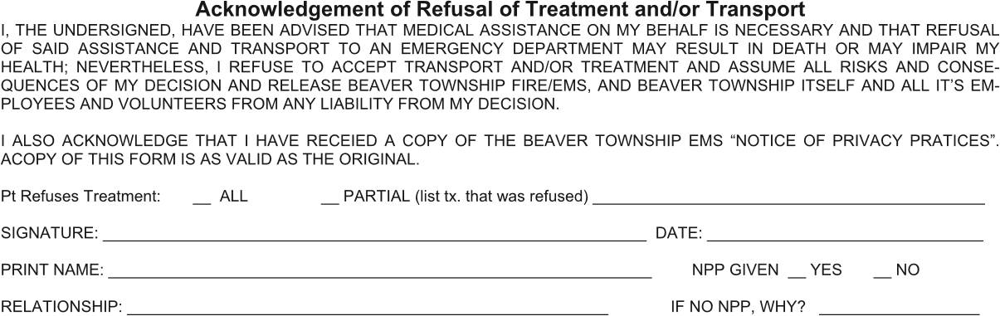 Acknowledgement of Refusal of Treatment and/or Transport
I, THE UNDERSIGNED, HAVE BEEN ADVISED THAT MEDICAL ASSISTANCE ON MY BEHALF IS NECESSARY AND THAT REFUSAL
OF SAID ASSISTANCE AND TRANSPORT TO AN EMERGENCY DEPARTMENT MAY RESULT IN DEATH OR MAY IMPAIR MY
HEALTH; NEVERTHELESS, I REFUSE TO ACCEPT TRANSPORT AND/OR TREATMENT AND ASSUME ALL RISKS AND CONSE-
QUENCES OF MY DECISION AND RELEASE BEAVER TOWNSHIP FIRE/EMS, AND BEAVER TOWNSHIP ITSELF AND ALL IT'S EM-
PLOYEES AND VOLUNTEERS FROM ANY LIABILITY FROM MY DECISION.
I ALSO ACKNOWLEDGE THAT I HAVE RECEIED A COPY OF THE BEAVER TOWNSHIP EMS “NOTICE OF PRIVACY PRATICES”.
ACOPY OF THIS FORM IS AS VALID AS THE ORIGINAL.
Pt Refuses Treatment: __ ALL __ PARTIAL (list tx. that was refused) ____
SIGNATURE: ____ DATE: ____
PRINT NAME: ____ NPP GIVEN __ YES __ NO
RELATIONSHIP: ____ IF NO NPP, WHY? ____